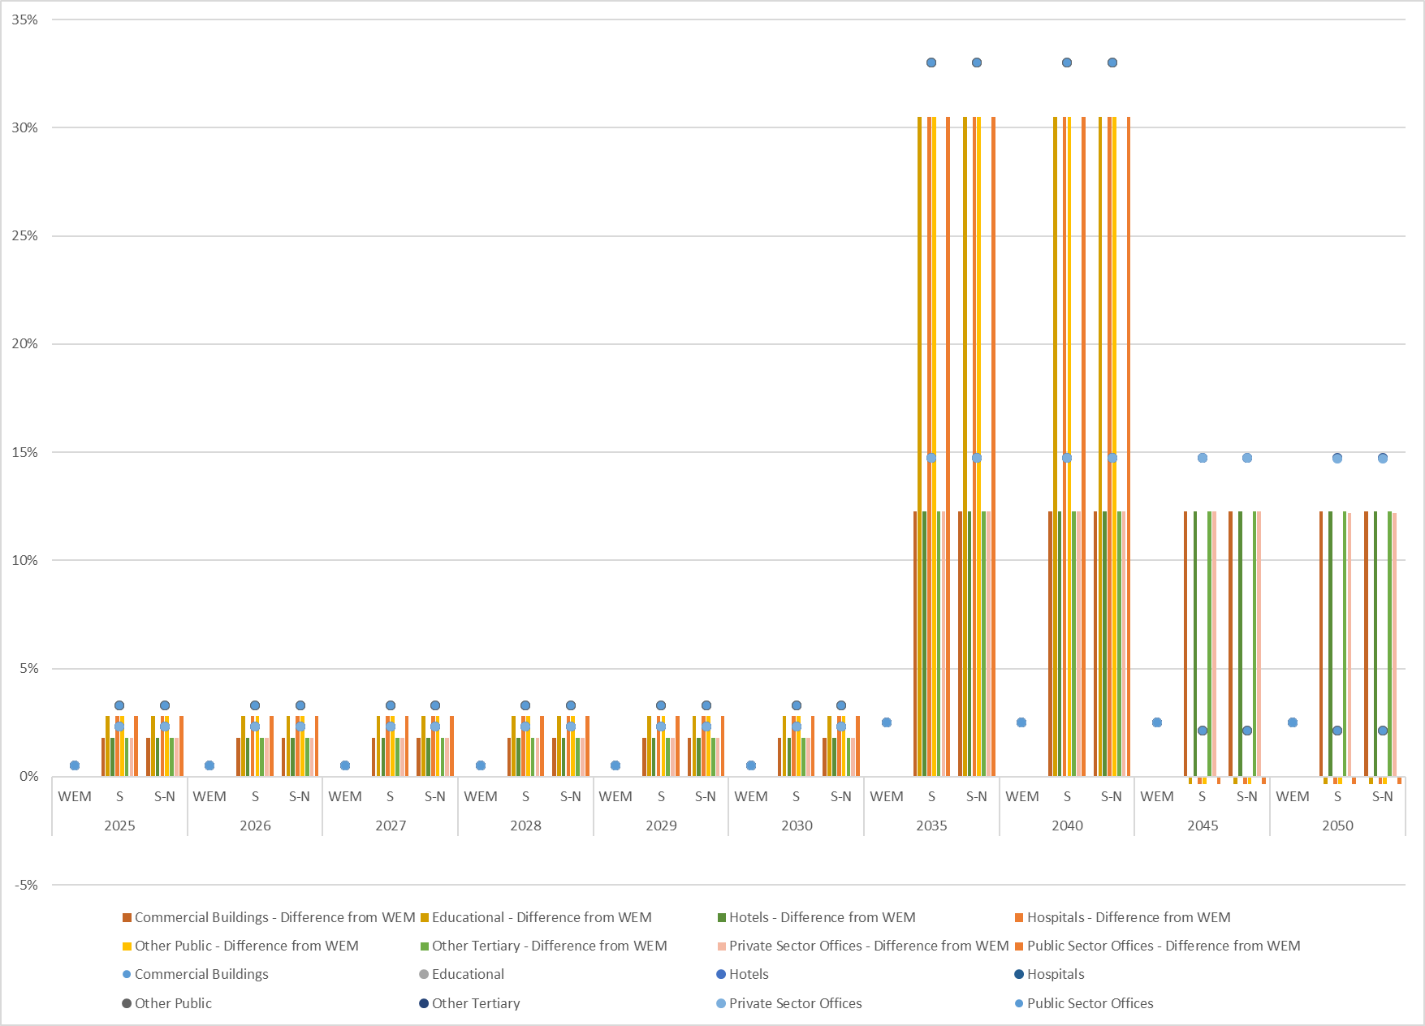 35%
30%
25%
20%
15%
10%
5%
0%
WEM S S-N WEM S S-N WEM S S-N WEM S S-N WEM S S-N WEM S S-N WEM S S-N WEM S S-N WEM S S-N WEM S S-N
2025 2026 2027 2028 2029 2030 2035 2040 2045 2050
-5%
Commercial Buildings - Difference from WEM Educational - Difference from WEM Hotels - Difference from WEM Hospitals - Difference from WEM
Other Public - Difference from WEM Other Tertiary - Difference from WEM Private Sector Offices - Difference from WEM Public Sector Offices - Difference from WEM
Commercial Buildings Educational Hotels Hospitals
Other Public Other Tertiary Private Sector Offices Public Sector Offices